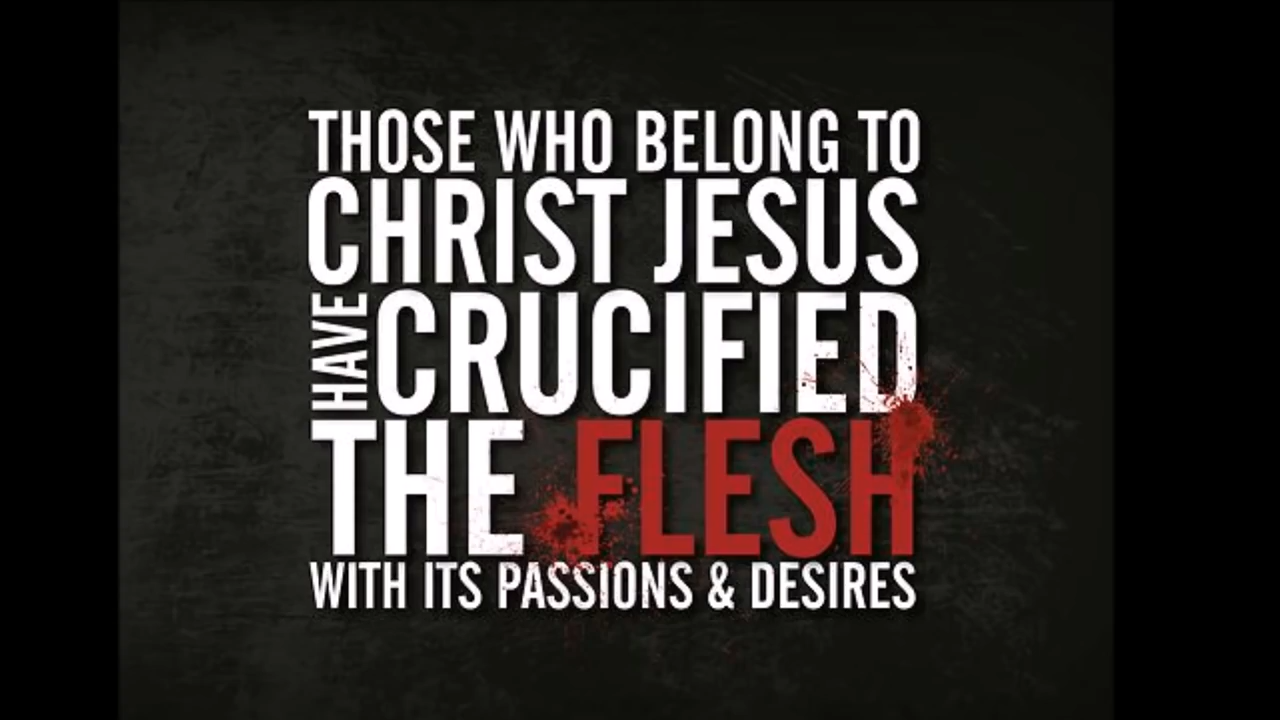 THOSE WHO BELONG TO
CHRIST JESUS
HAVE CRUCIFIED
THE FLESH
WITH ITS PASSIONS & DESIRES